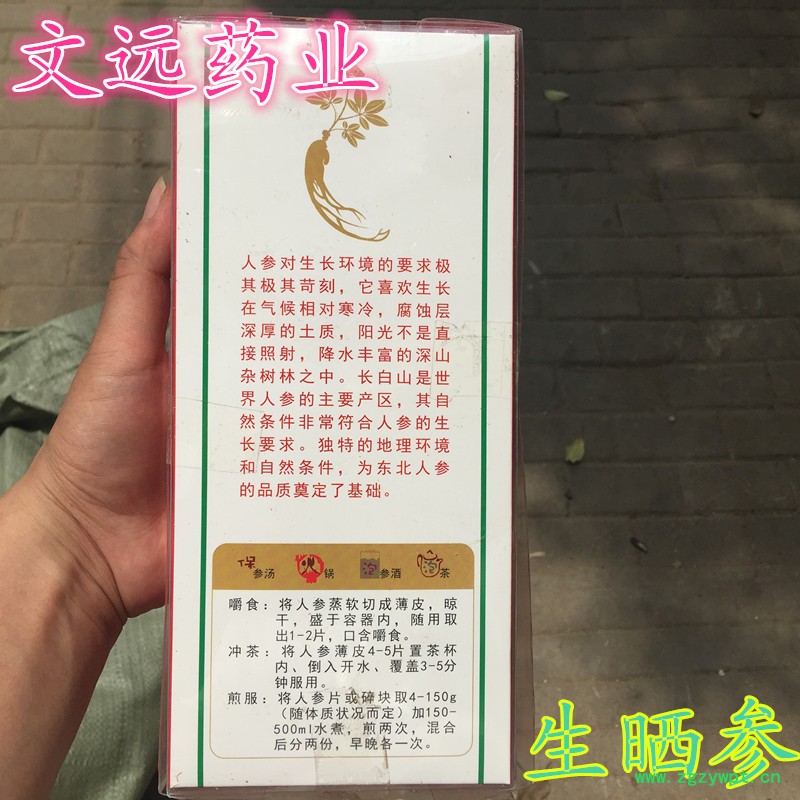 文远药业
人参对生长环境的要求极
其极其苛刻，它喜欢生长
在气候相对寒冷，腐蚀层
深厚的土质，阳光不是直
接照射，降水丰富的深山
杂树林之中。长白山是世
界人参的主要产区，其自
然条件非常符合人参的生
长要求。独特的地理环境
和自然条件，为东北人参
的品质奠定了基础。
保参汤 火锅 泡参酒 泡茶
嚼食：将人参蒸软切成薄皮，晾
干，盛于容器内，随用取
出1-2片，口含嚼食。
冲茶：将人参薄皮4-5片置茶杯
内、倒入开水、覆盖3-5分
钟服用。
煎服：将人参片或碎块取4-150g
（随体质状况而定）加150-
500ml水煮，煎两次，混合
后分两份，早晚各一次。
生晒参
www.zgzywpt.cn